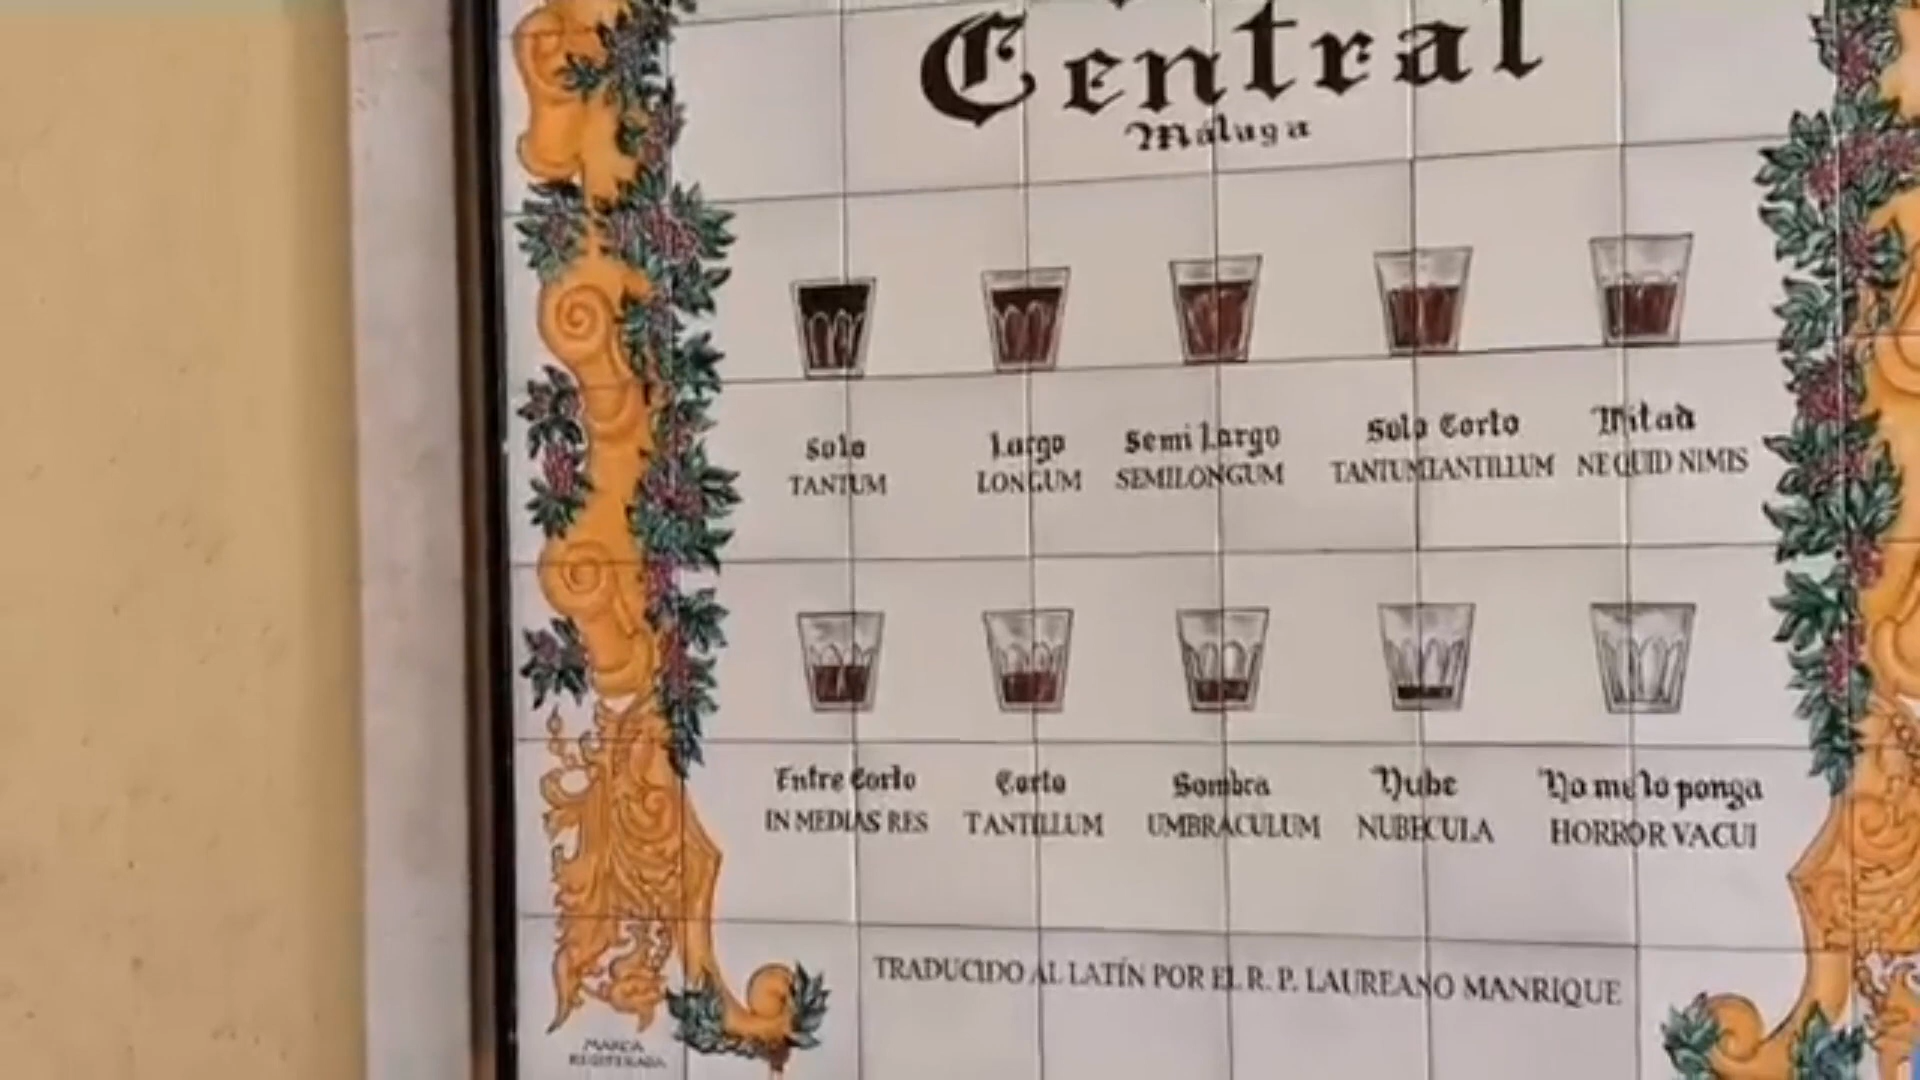 Central
Málaga
Solo Largo Semi Largo Solo Corto Mitad
TANTUM LONGUM SEMILONGUM TANTUMTANTILLUM NE QUID NIMIS
Entre Corto Corto Sombra Nube No me lo ponga
IN MEDIAS RES TANTILLUM UMBRACULUM NUBECULA HORROR VACUI
TRADUCIDO AL LATÍN POR EL R. P. LAUREANO MANRIQUE
MARCA
REGISTRADA